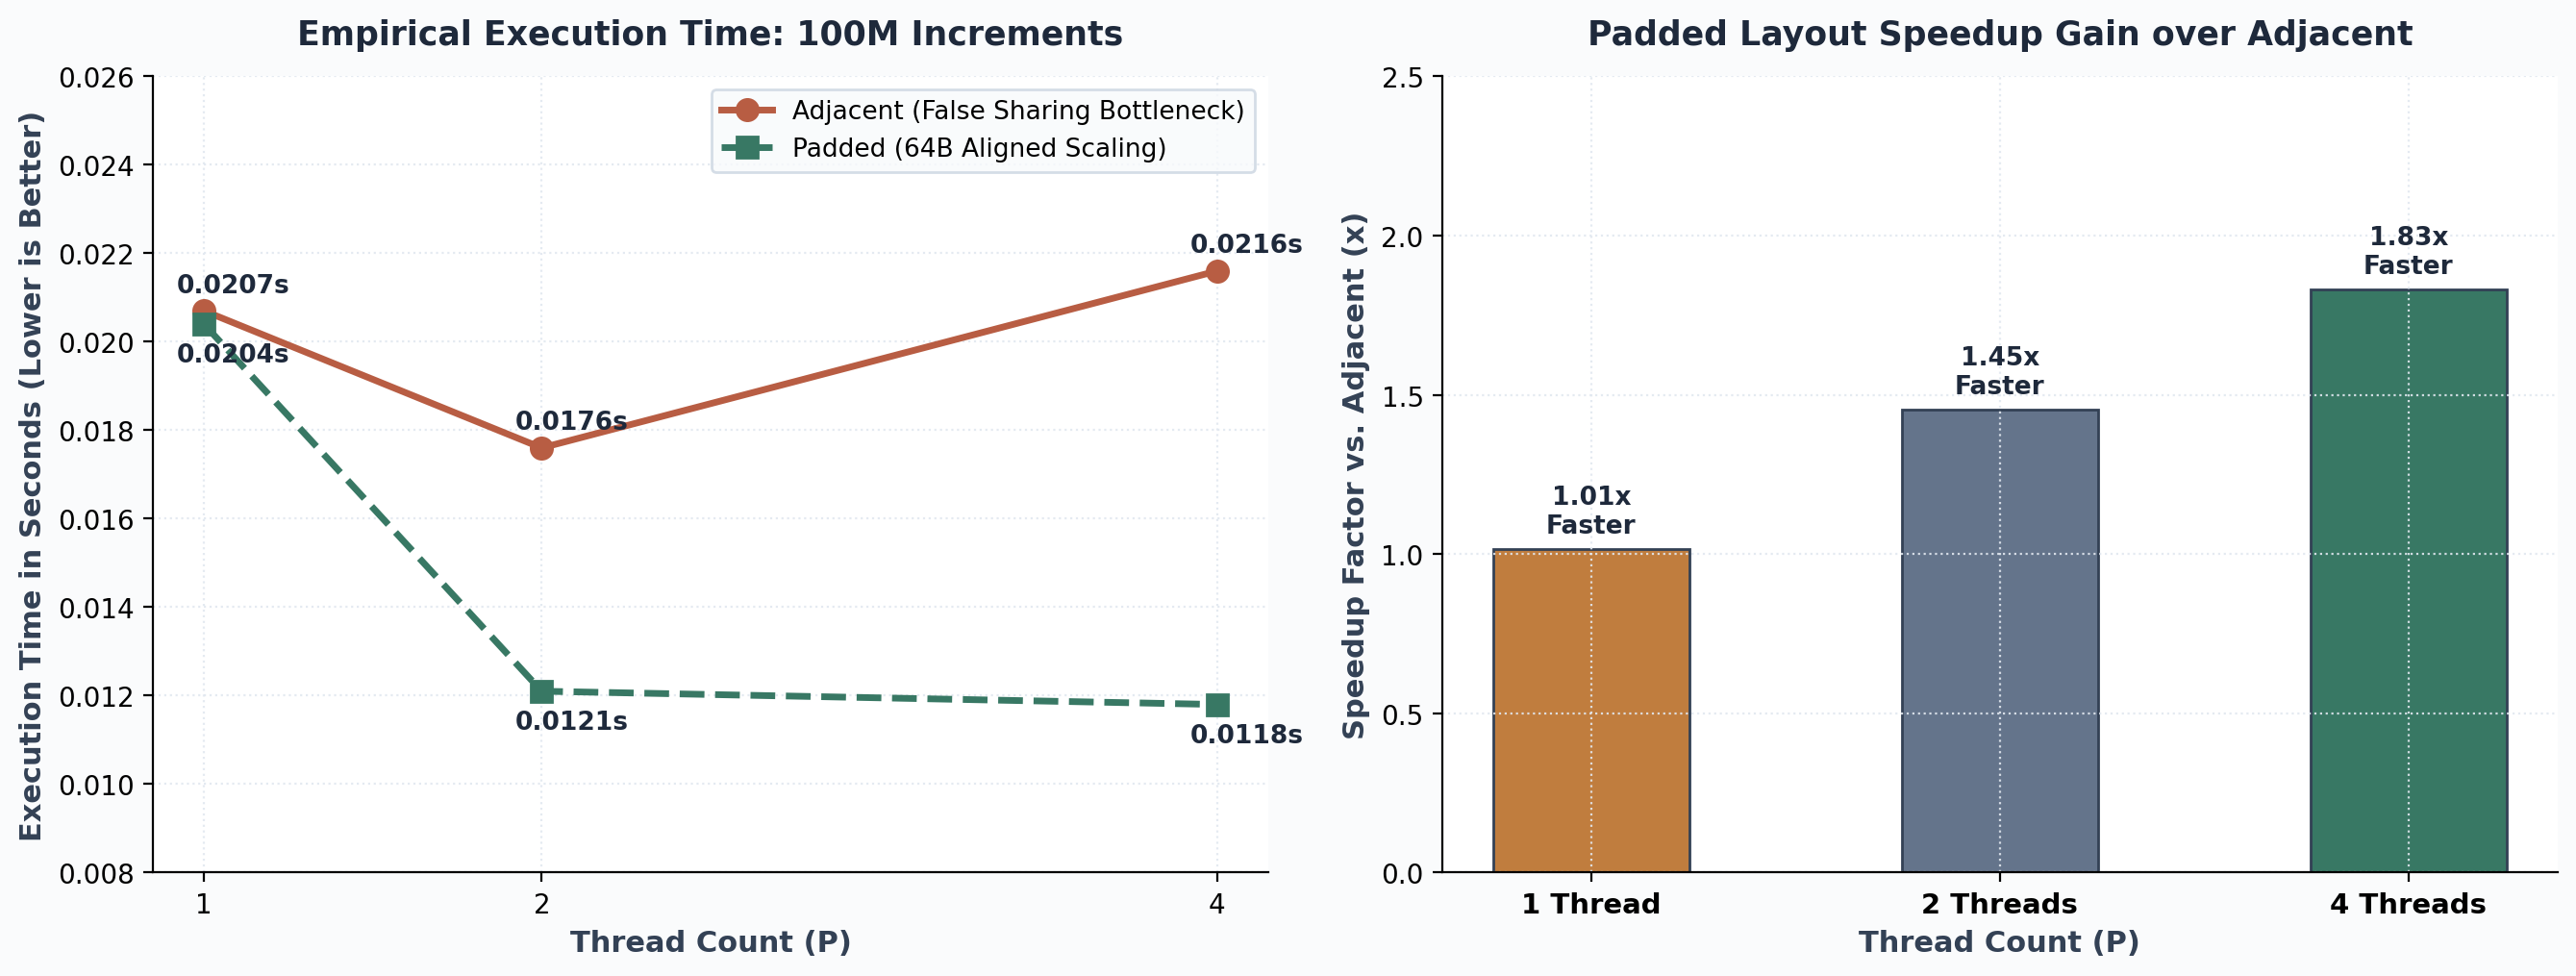 Empirical Execution Time: 100M Increments
Execution Time in Seconds (Lower is Better)
0.026
0.024
0.022
0.020
0.018
0.016
0.014
0.012
0.010
0.008
Adjacent (False Sharing Bottleneck)
Padded (64B Aligned Scaling)
0.0207s
0.0204s
0.0176s
0.0121s
0.0216s
0.0118s
1
2
4
Thread Count (P)
Padded Layout Speedup Gain over Adjacent
Speedup Factor vs. Adjacent (x)
2.5
2.0
1.5
1.0
0.5
0.0
1.01x
Faster
1.45x
Faster
1.83x
Faster
1 Thread
2 Threads
4 Threads
Thread Count (P)